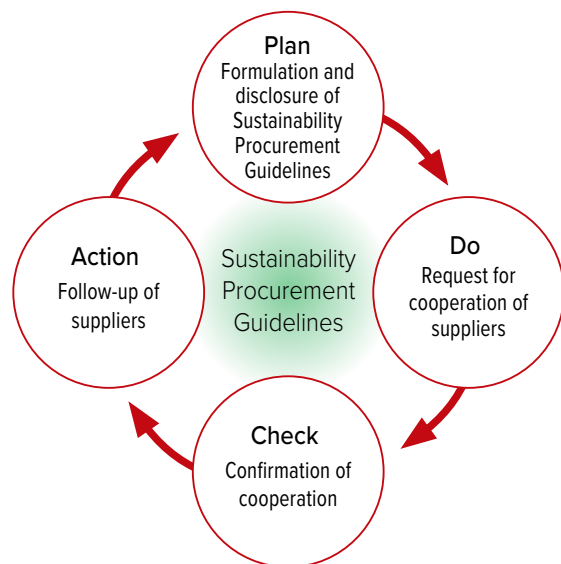 Plan
Formulation and
disclosure of
Sustainability
Procurement
Guidelines
Do
Request for
cooperation of
suppliers
Check
Confirmation of
cooperation
Action
Follow-up of
suppliers
Sustainability
Procurement
Guidelines